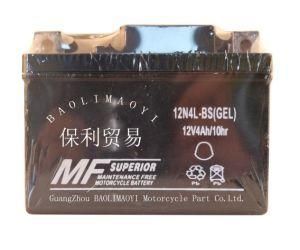 BAOLIMAOYI
保利贸易
12N4L-BS(GEL)
12V4Ah/10hr
MF SUPERIOR
MAINTENANCE FREE
MOTORCYCLE BATTERY
Pb
GuangZhou BAOLIMAOYI Motorcycle Part Co.Ltd.